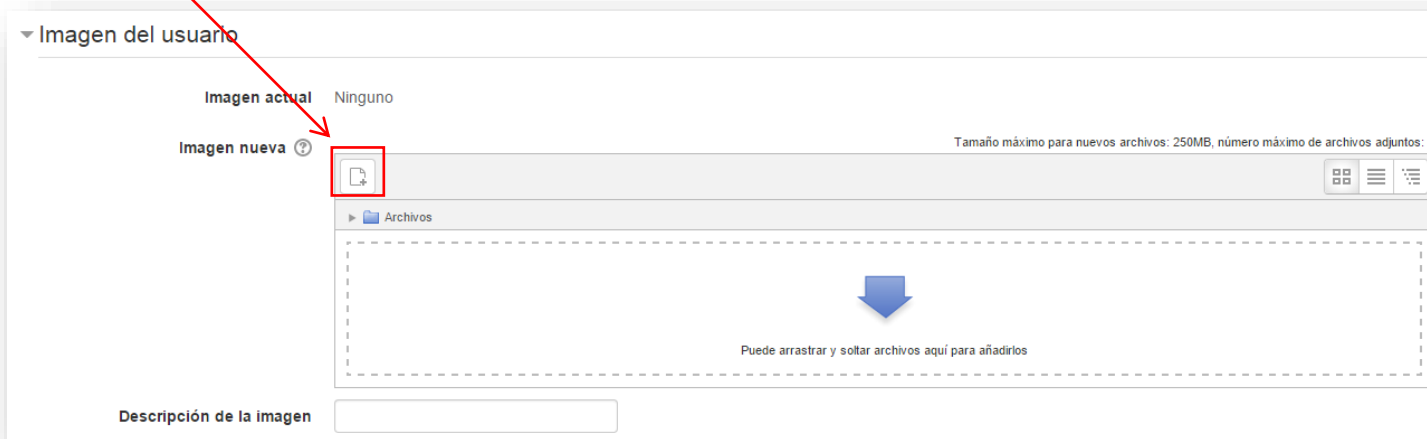 Imagen del usuario
Imagen actual Ninguno
Imagen nueva
Tamaño máximo para nuevos archivos: 250MB, número máximo de archivos adjuntos:
Archivos
Puede arrastrar y soltar archivos aquí para añadirlos
Descripción de la imagen